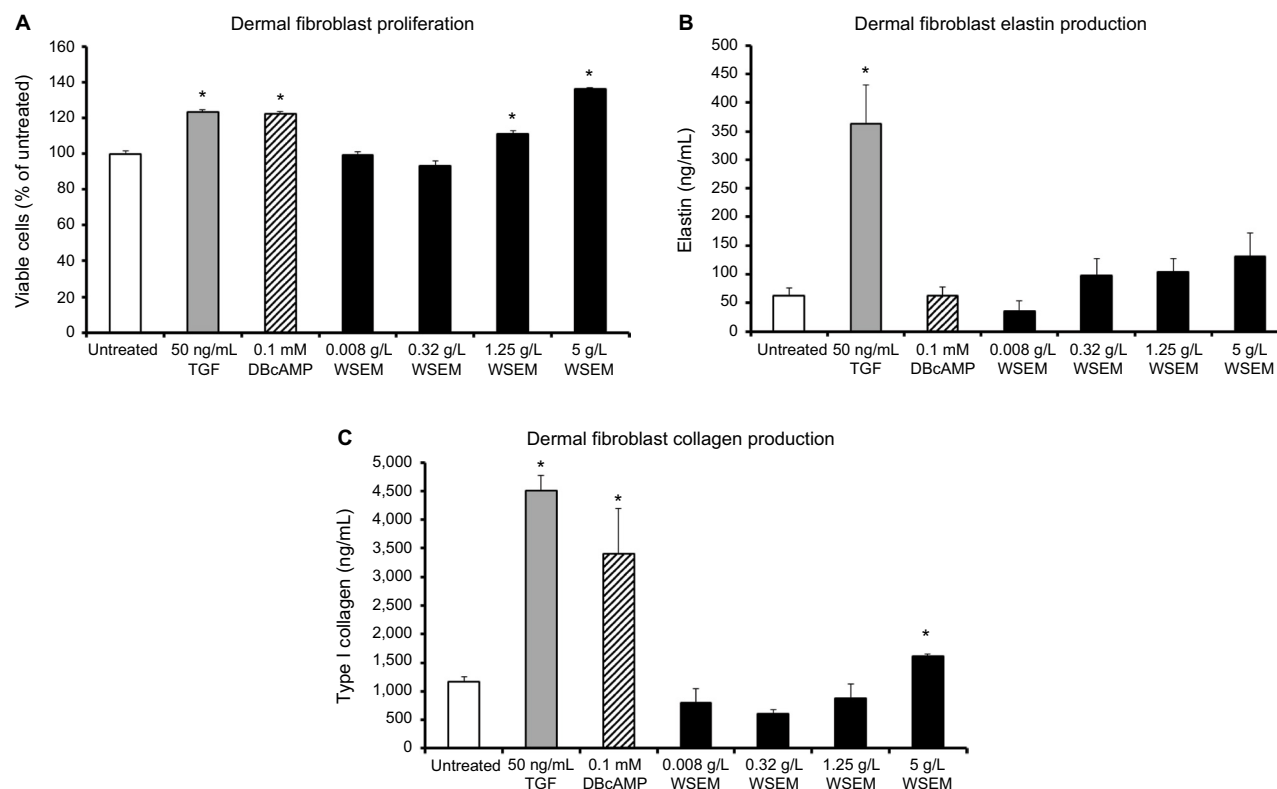 A
Dermal fibroblast proliferation
Viable cells (% of untreated)
160
140
120
100
80
60
40
20
0
*
*
*
*
Untreated
50 ng/mL
TGF
0.1 mM
DBcAMP
0.008 g/L
WSEM
0.32 g/L
WSEM
1.25 g/L
WSEM
5 g/L
WSEM
B
Dermal fibroblast elastin production
Elastin (ng/mL)
500
450
400
350
300
250
200
150
100
50
0
*
Untreated
50 ng/mL
TGF
0.1 mM
DBcAMP
0.008 g/L
WSEM
0.32 g/L
WSEM
1.25 g/L
WSEM
5 g/L
WSEM
C
Dermal fibroblast collagen production
Type I collagen (ng/mL)
5,000
4,500
4,000
3,500
3,000
2,500
2,000
1,500
1,000
500
0
*
*
*
Untreated
50 ng/mL
TGF
0.1 mM
DBcAMP
0.008 g/L
WSEM
0.32 g/L
WSEM
1.25 g/L
WSEM
5 g/L
WSEM